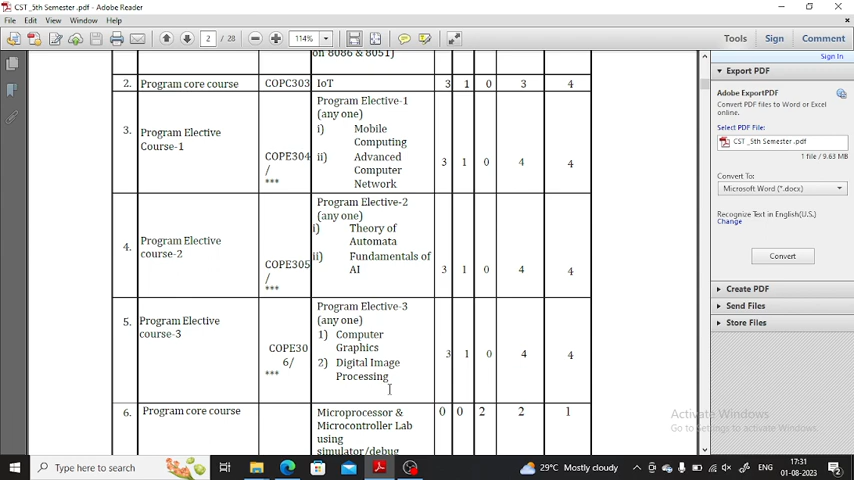 CST _5th Semester .pdf - Adobe Reader
File Edit View Window Help
2 / 28 114% Tools Sign Comment
on 8086 & 8051)
2. Program core course COPC303 IoT 3 1 0 3 4
3. Program Elective
Course-1
COPE304
/
***
Program Elective-1
(any one)
i) Mobile
Computing
ii) Advanced
Computer
Network
3 1 0 4 4
4. Program Elective
course-2
COPE305
/
***
Program Elective-2
(any one)
i) Theory of
Automata
ii) Fundamentals of
AI
3 1 0 4 4
5. Program Elective
course-3
COPE30
6/
***
Program Elective-3
(any one)
1) Computer
Graphics
2) Digital Image
Processing
3 1 0 4 4
6. Program core course
Microprocessor &
Microcontroller Lab
using
simulator/debug
0 0 2 2 1
Sign In
Export PDF
Adobe ExportPDF
Convert PDF files to Word or Excel
online.
Select PDF File:
CST _5th Semester .pdf
1 file / 9.63 MB
Convert To:
Microsoft Word (*.docx)
Recognize Text in English(U.S.)
Change
Convert
Create PDF
Send Files
Store Files
Activate Windows
Go to Settings to activate Windows.
Type here to search
29°C Mostly cloudy
ENG
17:31
01-08-2023
2